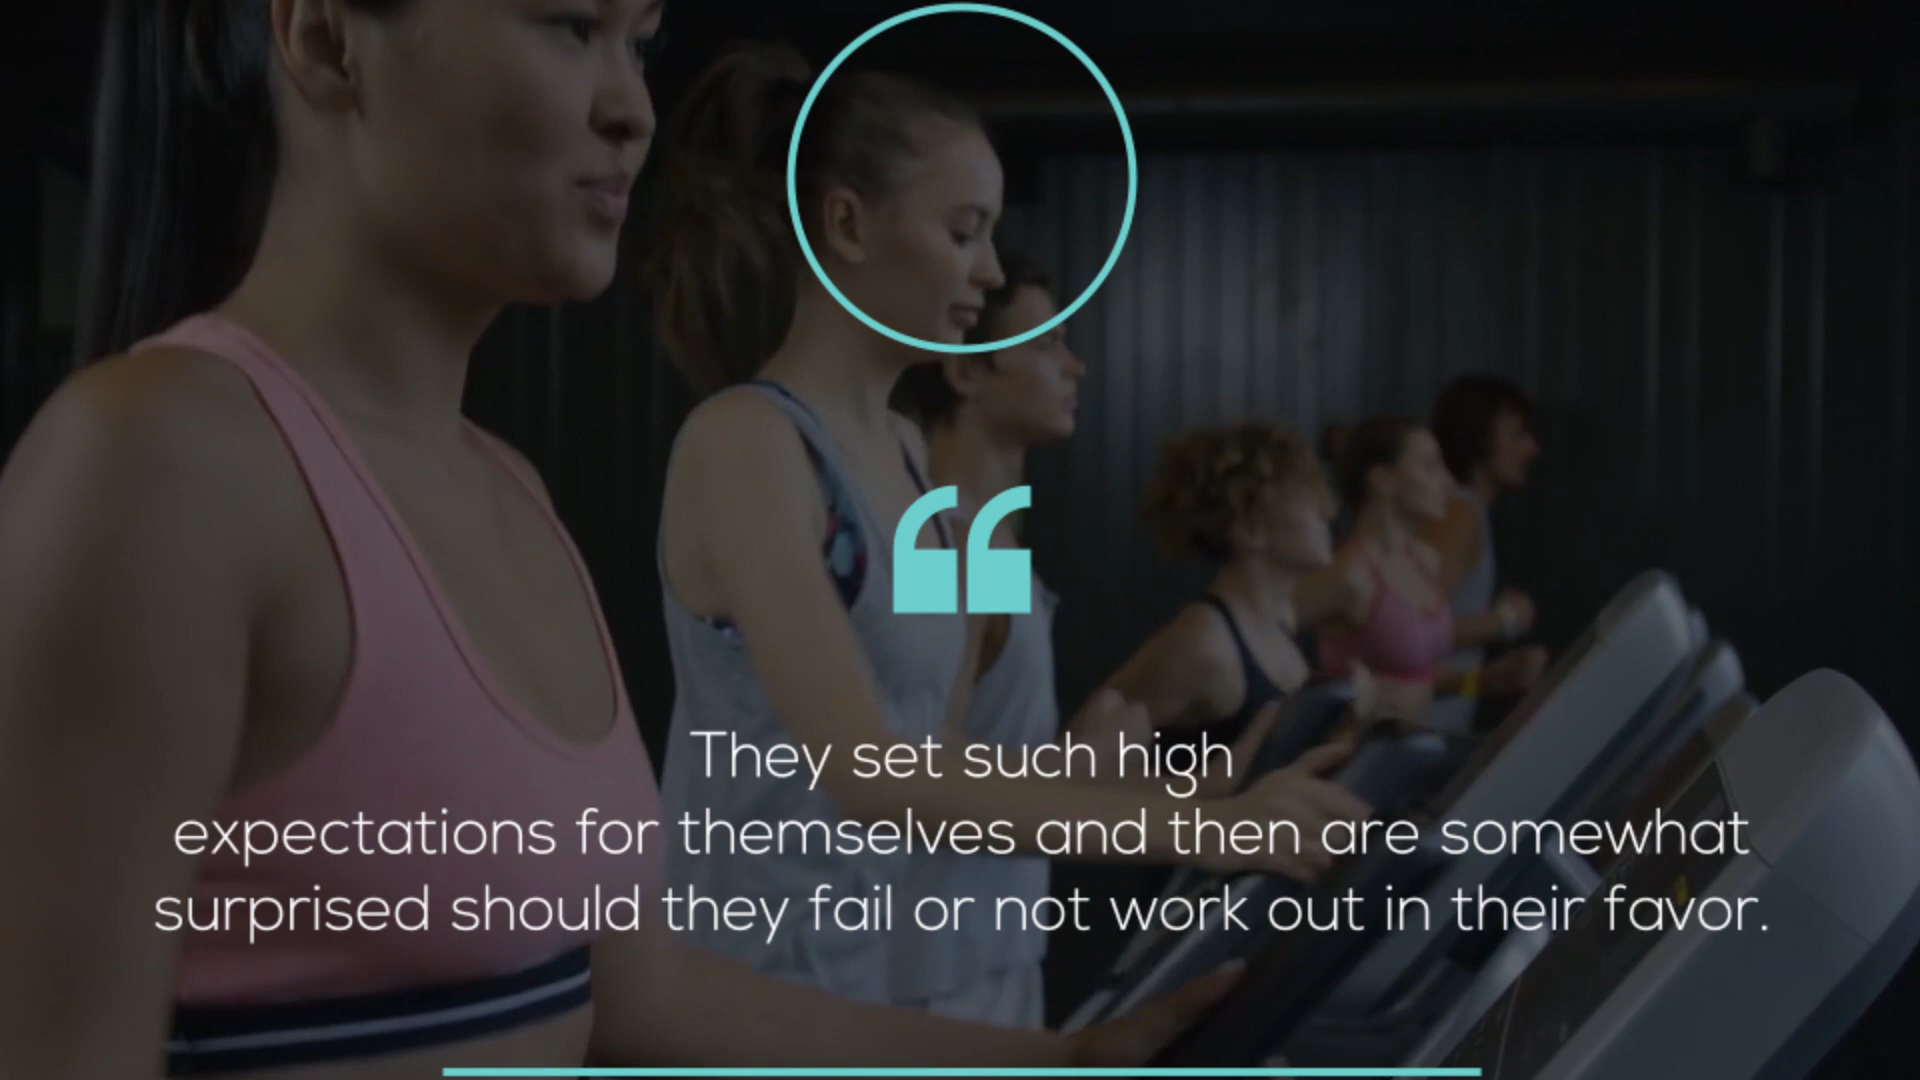 They set such high
expectations for themselves and then are somewhat
surprised should they fail or not work out in their favor.